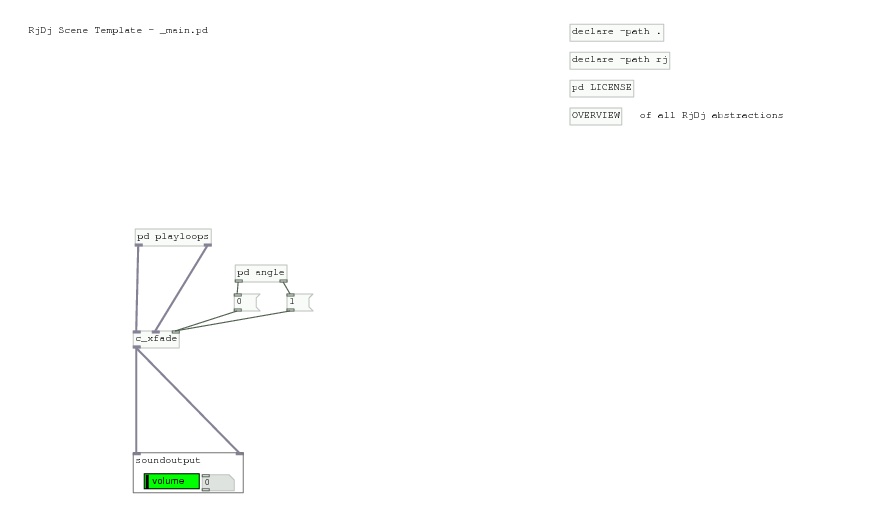 RjDj Scene Template - _main.pd
declare -path .
declare -path rj
pd LICENSE
OVERVIEW of all RjDj abstractions
pd playloops
pd angle
0 1
c_xfade
soundoutput
volume 0